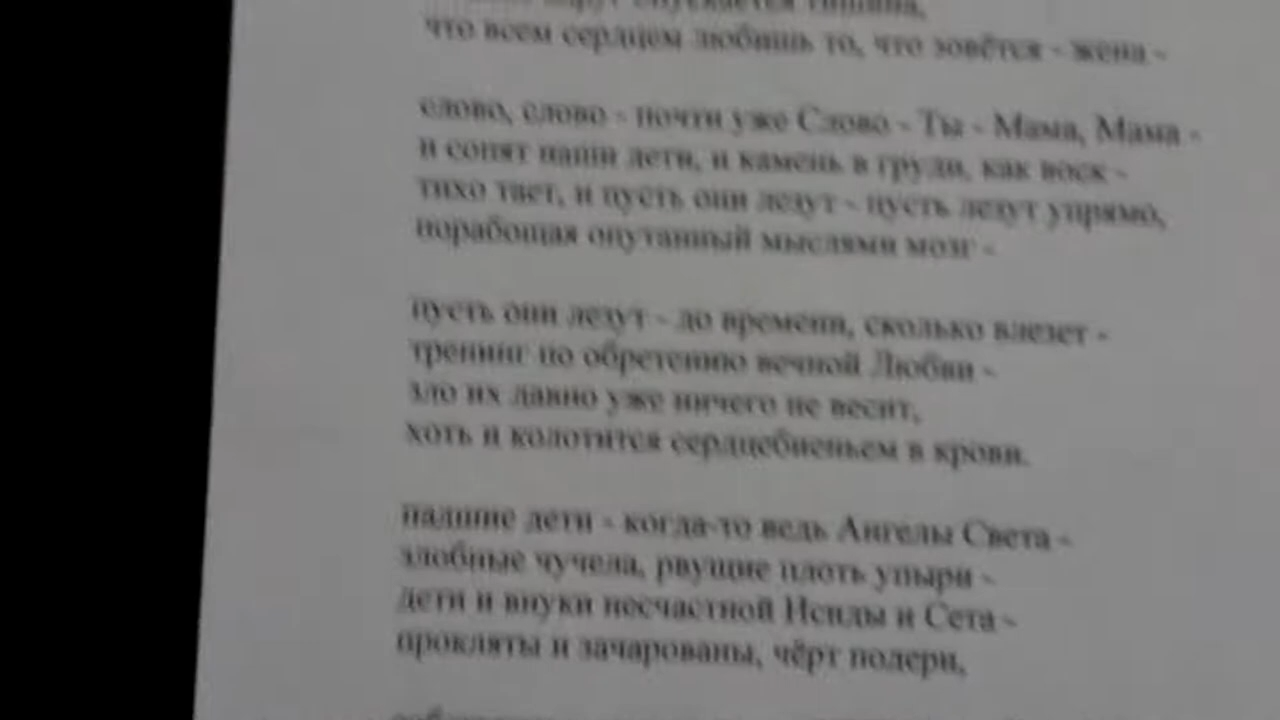 опускается тишина,
что всем сердцем любишь то, что зовётся - жена -
слово, слово - почти уже Слово - Ты - Мама, Мама -
и сопят наши дети, и камень в груди, как воск -
тихо тает, и пусть они лезут - пусть лезут упрямо,
порабощая опутанный мыслями мозг -
пусть они лезут - до времени, сколько влезет -
тренинг по обретению вечной Любви -
зло их давно уже ничего не весит,
хоть и колотится сердцебиеньем в крови.
падшие дети - когда-то ведь Ангелы Света -
злобные чучела, рвущие плоть упыри -
дети и внуки несчастной Исиды и Сета -
прокляты и зачарованы, чёрт подери,